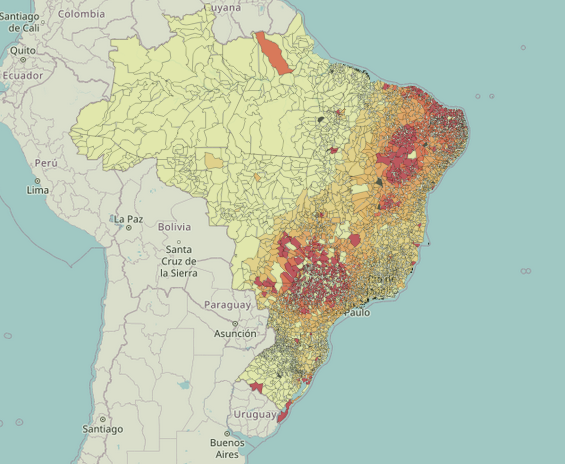 Santiago
de Cali
Colombia
uyana
Quito
Ecuador
Perú
Lima
La Paz
Bolivia
Santa
Cruz de
la Sierra
Paraguay
Paulo
Asunción
Uruguay
Santiago
Buenos
Aires